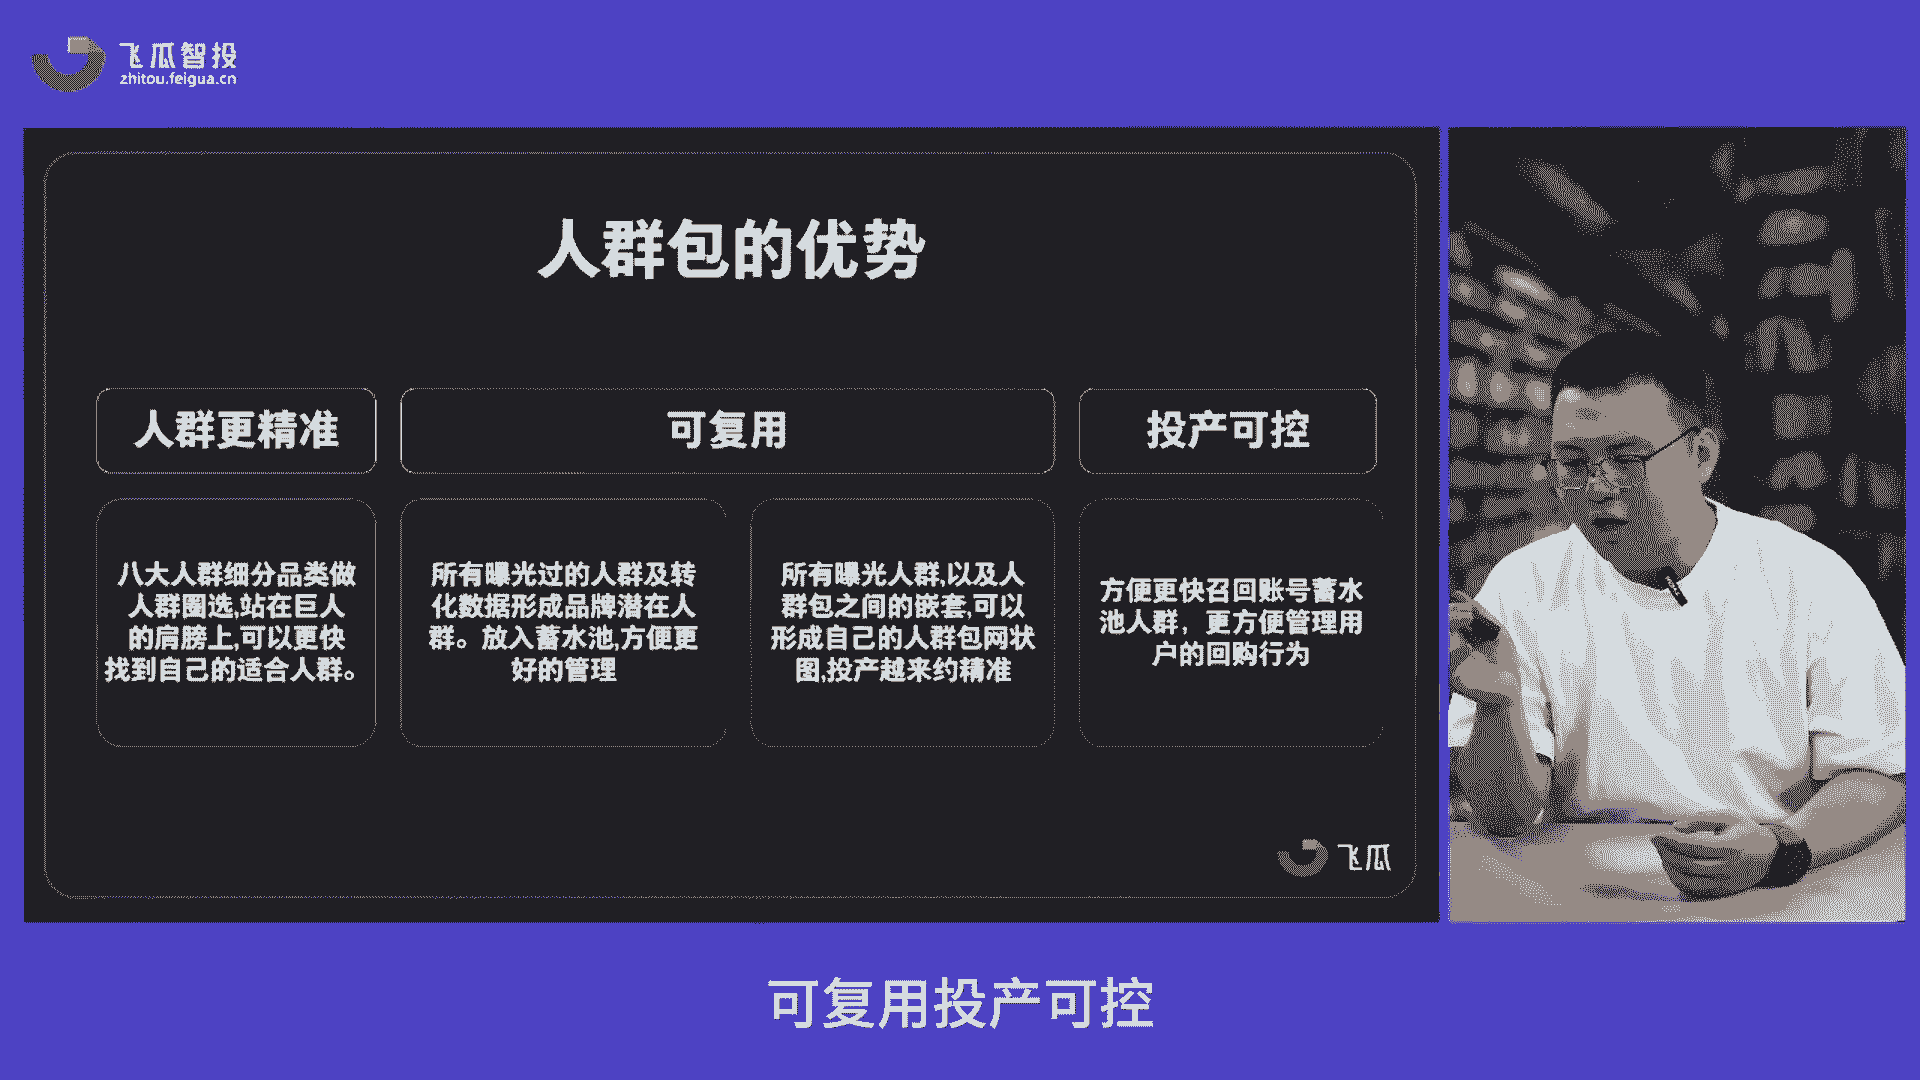 飞瓜智投
zhitou.feigua.cn
人群包的优势
人群更精准
可复用
投产可控
八大人群细分品类做
人群圈选,站在巨人
的肩膀上,可以更快
找到自己的适合人群。
所有曝光过的人群及转
化数据形成品牌潜在人
群。放入蓄水池,方便更
好的管理
所有曝光人群,以及人
群包之间的嵌套,可以
形成自己的人群包网状
图,投产越来约精准
方便更快召回账号蓄水
池人群，更方便管理用
户的回购行为
飞瓜
可复用投产可控